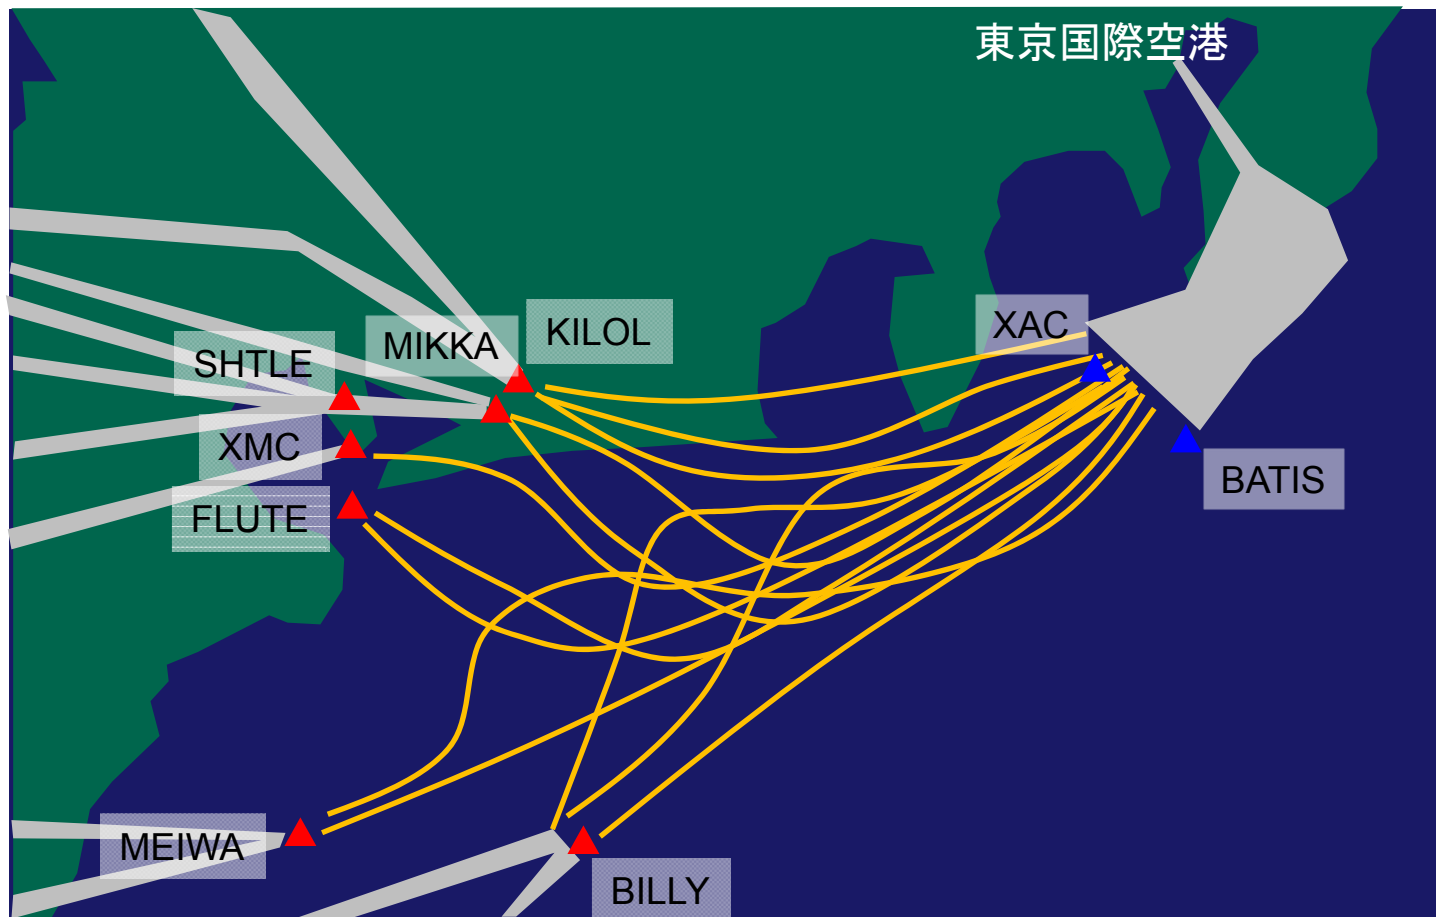 東京国際空港
KILOL
XAC
MIKKA
SHTLE
XMC
BATIS
FLUTE
MEIWA
BILLY